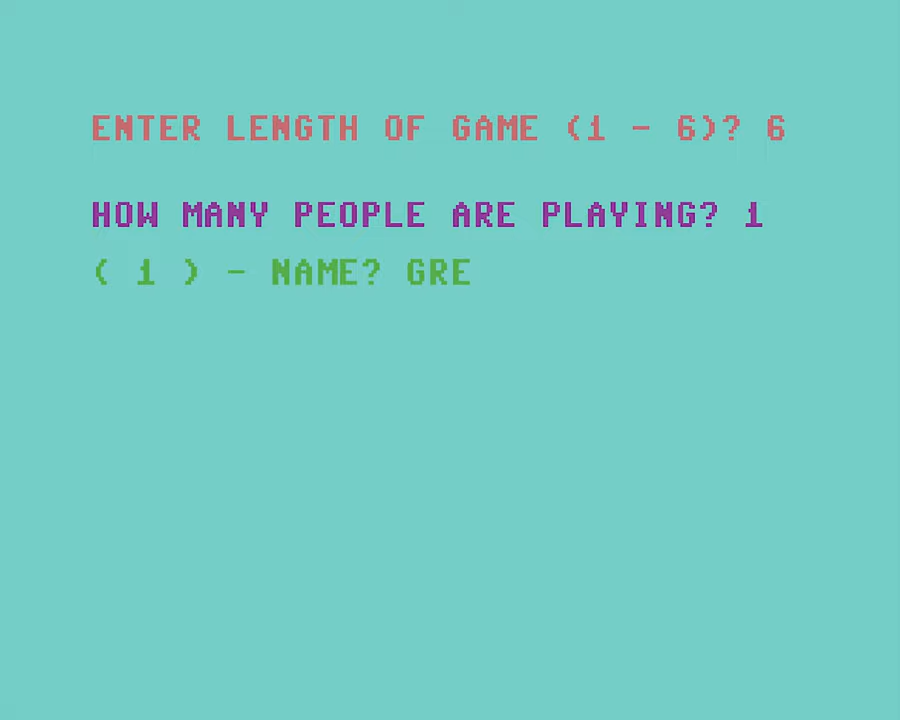 ENTER LENGTH OF GAME (1 - 6)? 6
HOW MANY PEOPLE ARE PLAYING? 1
( 1 ) - NAME? GRE